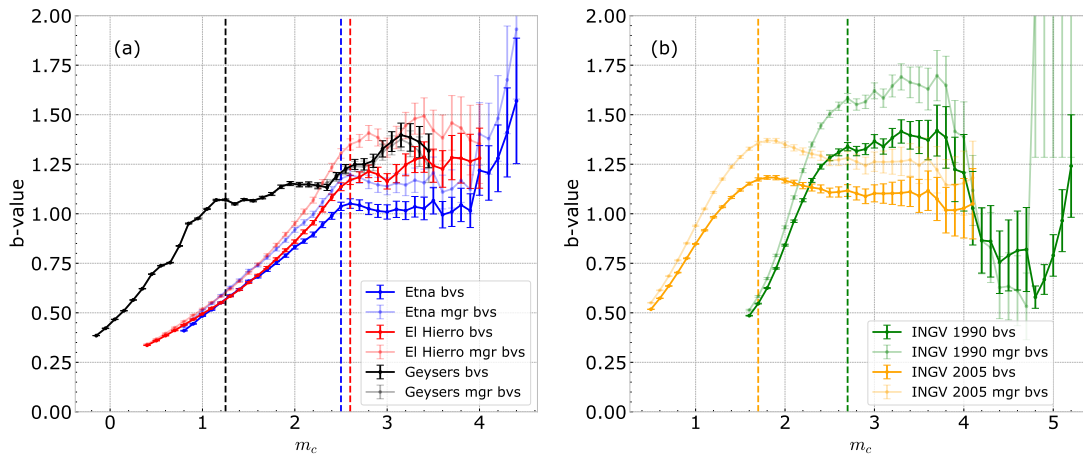 (a)
2.00
1.75
1.50
1.25
1.00
0.75
0.50
0.25
0.00
b-value
0 1 2 3 4
m_c
Etna bvs
Etna mgr bvs
El Hierro bvs
El Hierro mgr bvs
Geysers bvs
Geysers mgr bvs
(b)
2.00
1.75
1.50
1.25
1.00
0.75
0.50
0.25
0.00
b-value
0 1 2 3 4 5
m_c
INGV 1990 bvs
INGV 1990 mgr bvs
INGV 2005 bvs
INGV 2005 mgr bvs